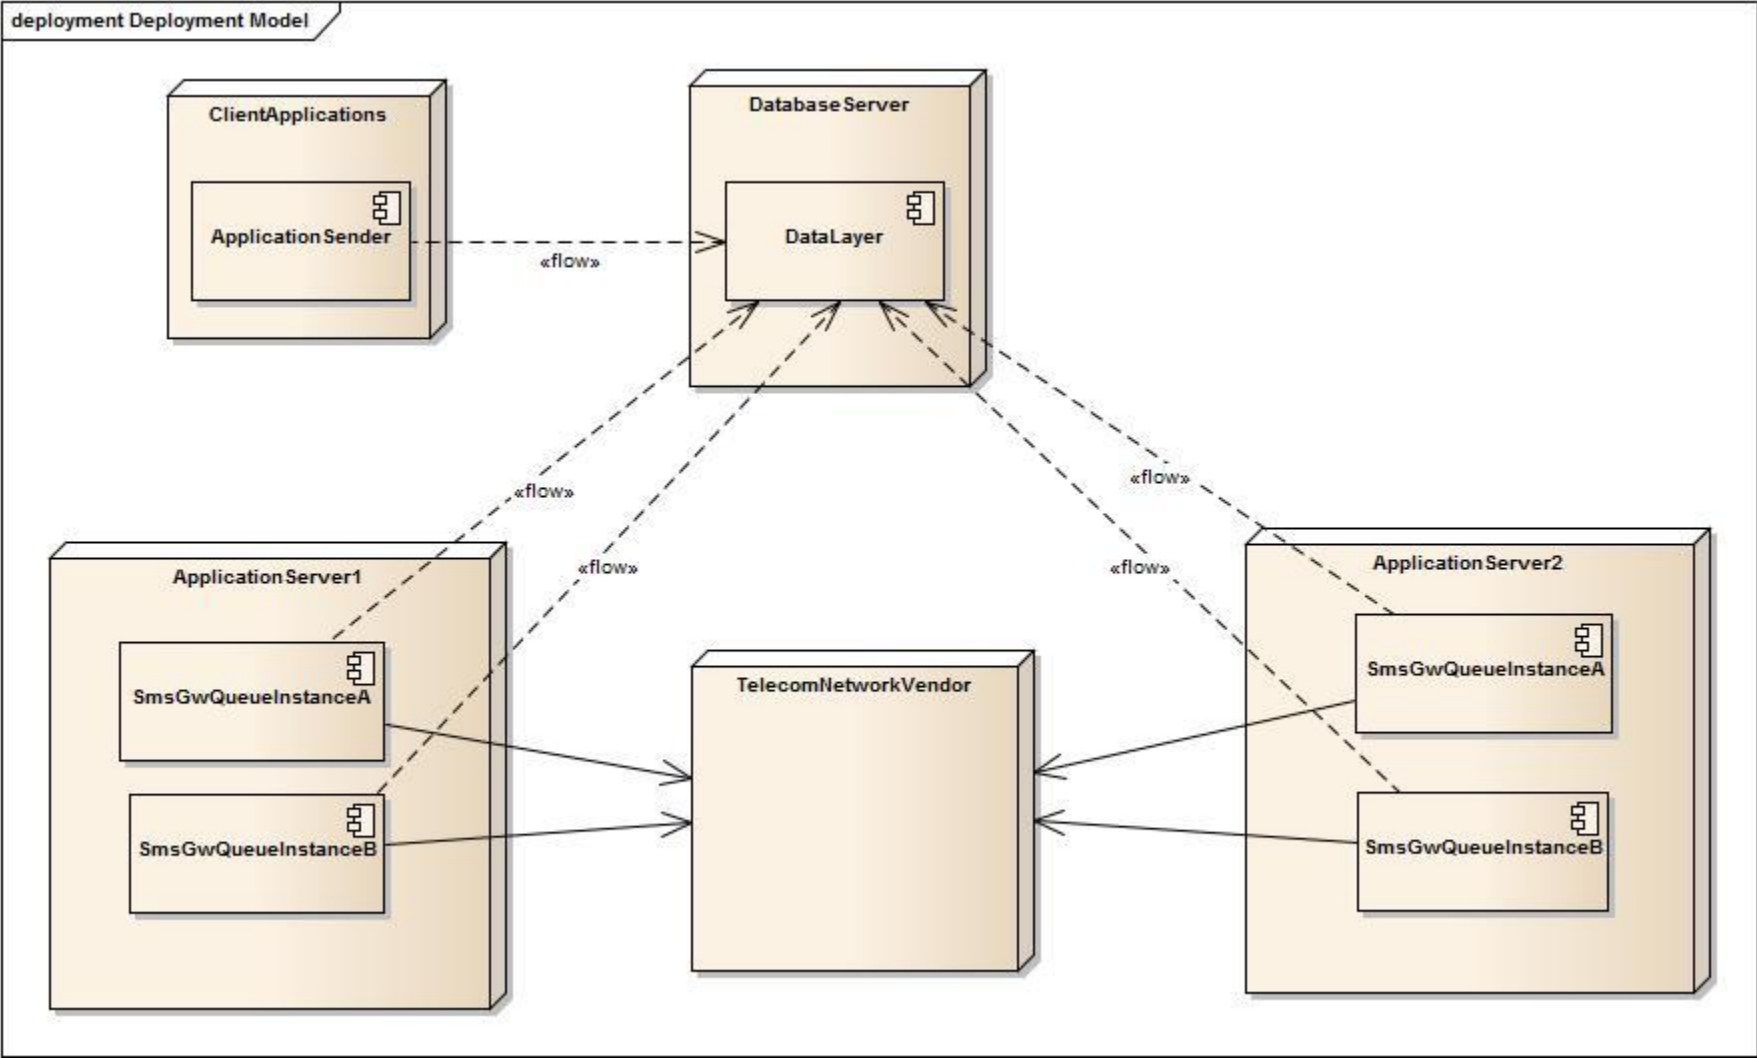 deployment Deployment Model
ClientApplications
DatabaseServer
ApplicationSender
DataLayer
«flow»
«flow»
«flow»
«flow»
«flow»
ApplicationServer1
ApplicationServer2
SmsGwQueueInstanceA
TelecomNetworkVendor
SmsGwQueueInstanceA
SmsGwQueueInstanceB
SmsGwQueueInstanceB